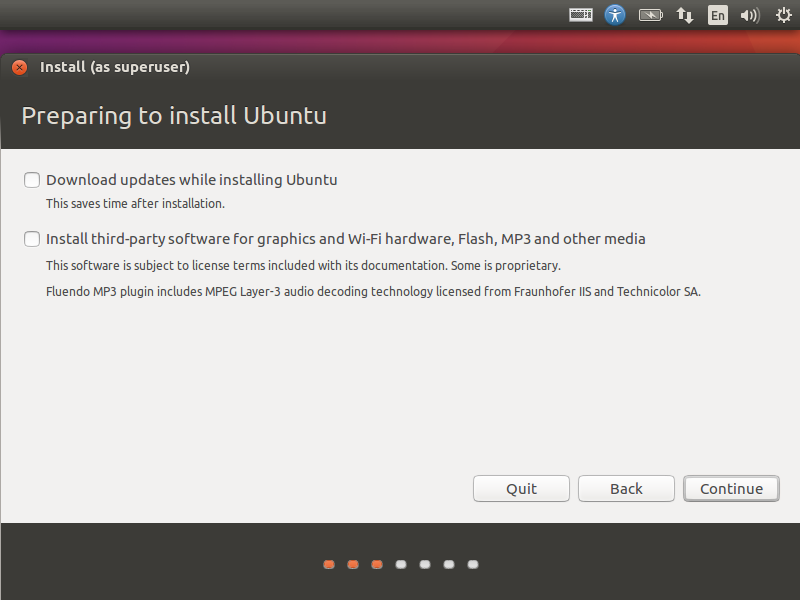 En
Install (as superuser)
Preparing to install Ubuntu
Download updates while installing Ubuntu
This saves time after installation.
Install third-party software for graphics and Wi-Fi hardware, Flash, MP3 and other media
This software is subject to license terms included with its documentation. Some is proprietary.
Fluendo MP3 plugin includes MPEG Layer-3 audio decoding technology licensed from Fraunhofer IIS and Technicolor SA.
Quit
Back
Continue